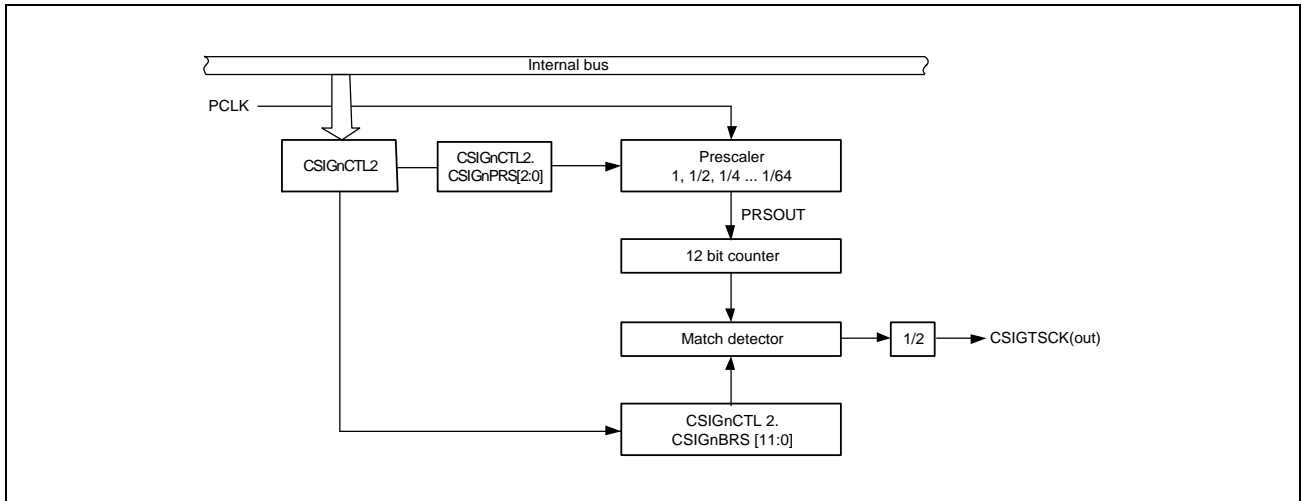 Internal bus
PCLK
CSIGnCTL2
CSIGnCTL2.
CSIGnPRS[2:0]
Prescaler
1, 1/2, 1/4 ... 1/64
PRSOUT
12 bit counter
Match detector
1/2
CSIGTSCK(out)
CSIGnCTL 2.
CSIGnBRS [11:0]